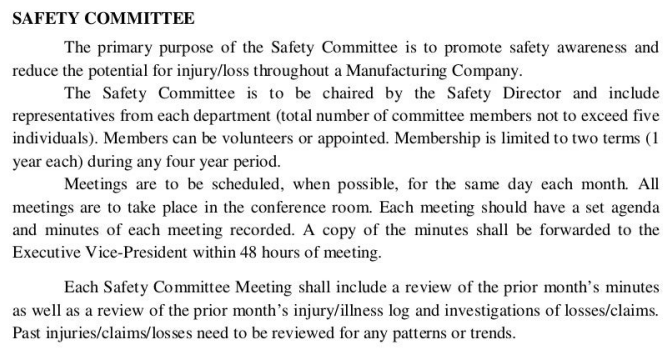 SAFETY COMMITTEE
The primary purpose of the Safety Committee is to promote safety awareness and
reduce the potential for injury/loss throughout a Manufacturing Company.
The Safety Committee is to be chaired by the Safety Director and include
representatives from each department (total number of committee members not to exceed five
individuals). Members can be volunteers or appointed. Membership is limited to two terms (1
year each) during any four year period.
Meetings are to be scheduled, when possible, for the same day each month. All
meetings are to take place in the conference room. Each meeting should have a set agenda
and minutes of each meeting recorded. A copy of the minutes shall be forwarded to the
Executive Vice-President within 48 hours of meeting.
Each Safety Committee Meeting shall include a review of the prior month’s minutes
as well as a review of the prior month’s injury/illness log and investigations of losses/claims.
Past injuries/claims/losses need to be reviewed for any patterns or trends.